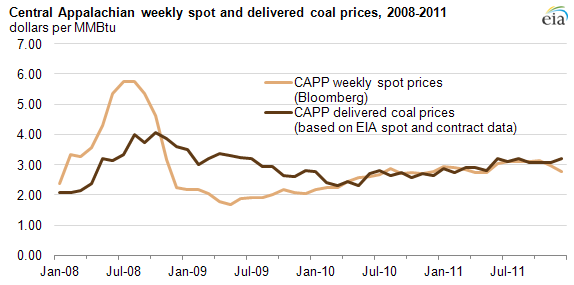 Central Appalachian weekly spot and delivered coal prices, 2008-2011
dollars per MMBtu
eia
7.00
6.00
5.00
4.00
3.00
2.00
1.00
0.00
CAPP weekly spot prices
(Bloomberg)
CAPP delivered coal prices
(based on EIA spot and contract data)
Jan-08 Jul-08 Jan-09 Jul-09 Jan-10 Jul-10 Jan-11 Jul-11